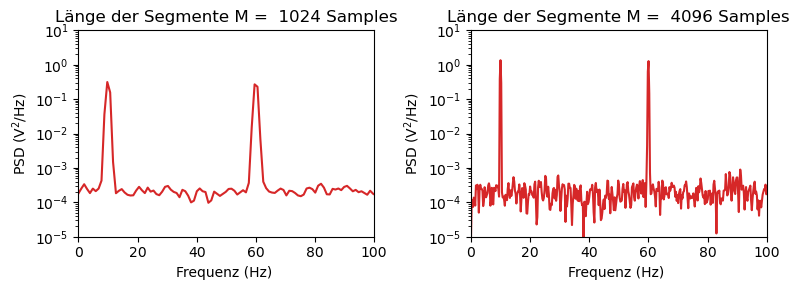 Länge der Segmente M =  1024 Samples
PSD (V²/Hz)
10¹
10⁰
10⁻¹
10⁻²
10⁻³
10⁻⁴
10⁻⁵
0 20 40 60 80 100
Frequenz (Hz)
Länge der Segmente M =  4096 Samples
PSD (V²/Hz)
10¹
10⁰
10⁻¹
10⁻²
10⁻³
10⁻⁴
10⁻⁵
0 20 40 60 80 100
Frequenz (Hz)